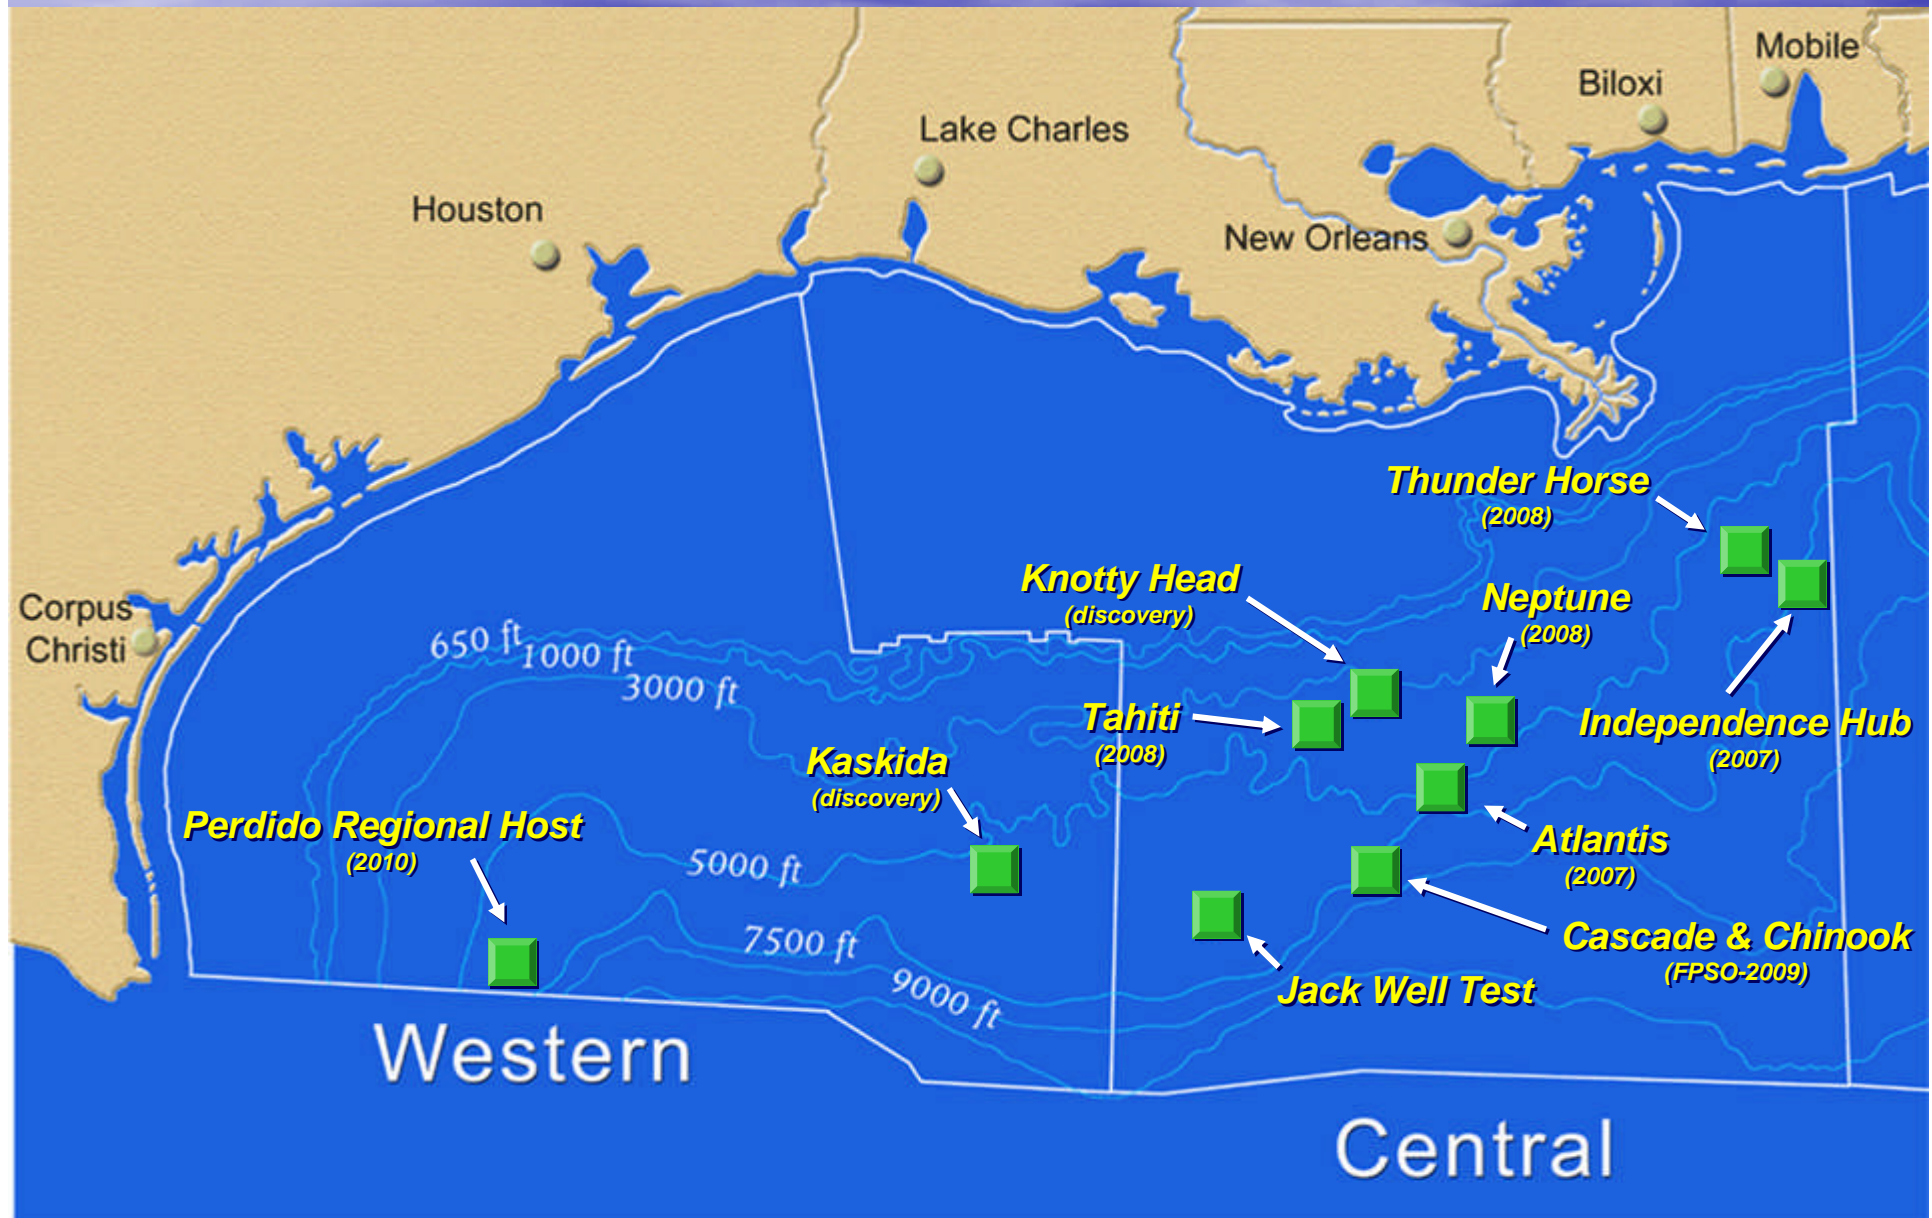 Mobile
Biloxi
Lake Charles
Houston
New Orleans
Thunder Horse
(2008)
Knotty Head
(discovery)
Neptune
(2008)
Corpus
Christi
650 ft
1000 ft
3000 ft
Tahiti
(2008)
Independence Hub
(2007)
Kaskida
(discovery)
Perdido Regional Host
(2010)
5000 ft
Atlantis
(2007)
7500 ft
Cascade & Chinook
(FPSO-2009)
9000 ft
Jack Well Test
Western
Central